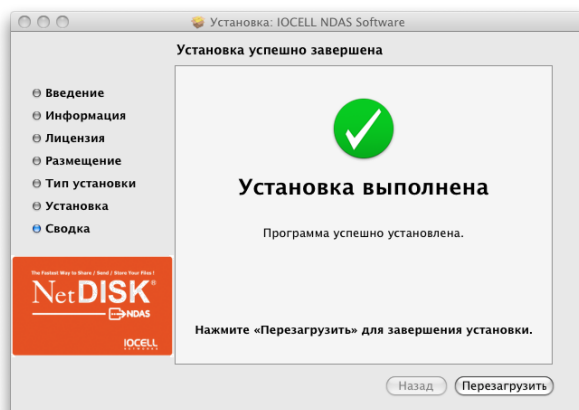 Установка: IOCELL NDAS Software
Установка успешно завершена
Введение
Информация
Лицензия
Размещение
Тип установки
Установка
Сводка
Установка выполнена
Программа успешно установлена.
Нажмите «Перезагрузить» для завершения установки.
The Fastest Way to Share / Send / Store Your Files !
NetDISK®
NDAS
IOCELL
NETWORKS
Назад
Перезагрузить